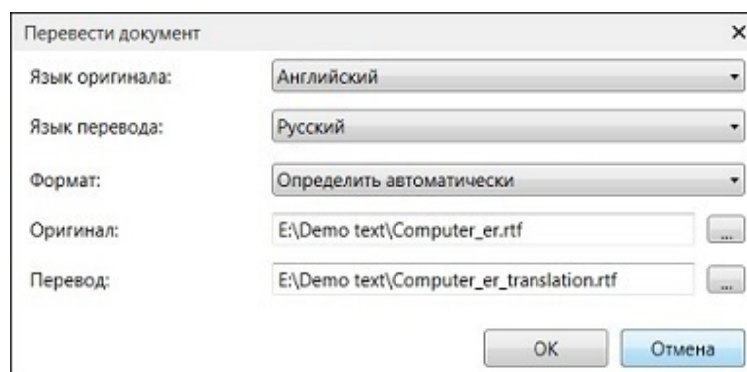 Перевести документ
Язык оригинала: Английский
Язык перевода: Русский
Формат: Определить автоматически
Оригинал: E:\Demo text\Computer_er.rtf ...
Перевод: E:\Demo text\Computer_er_translation.rtf ...
OK Отмена